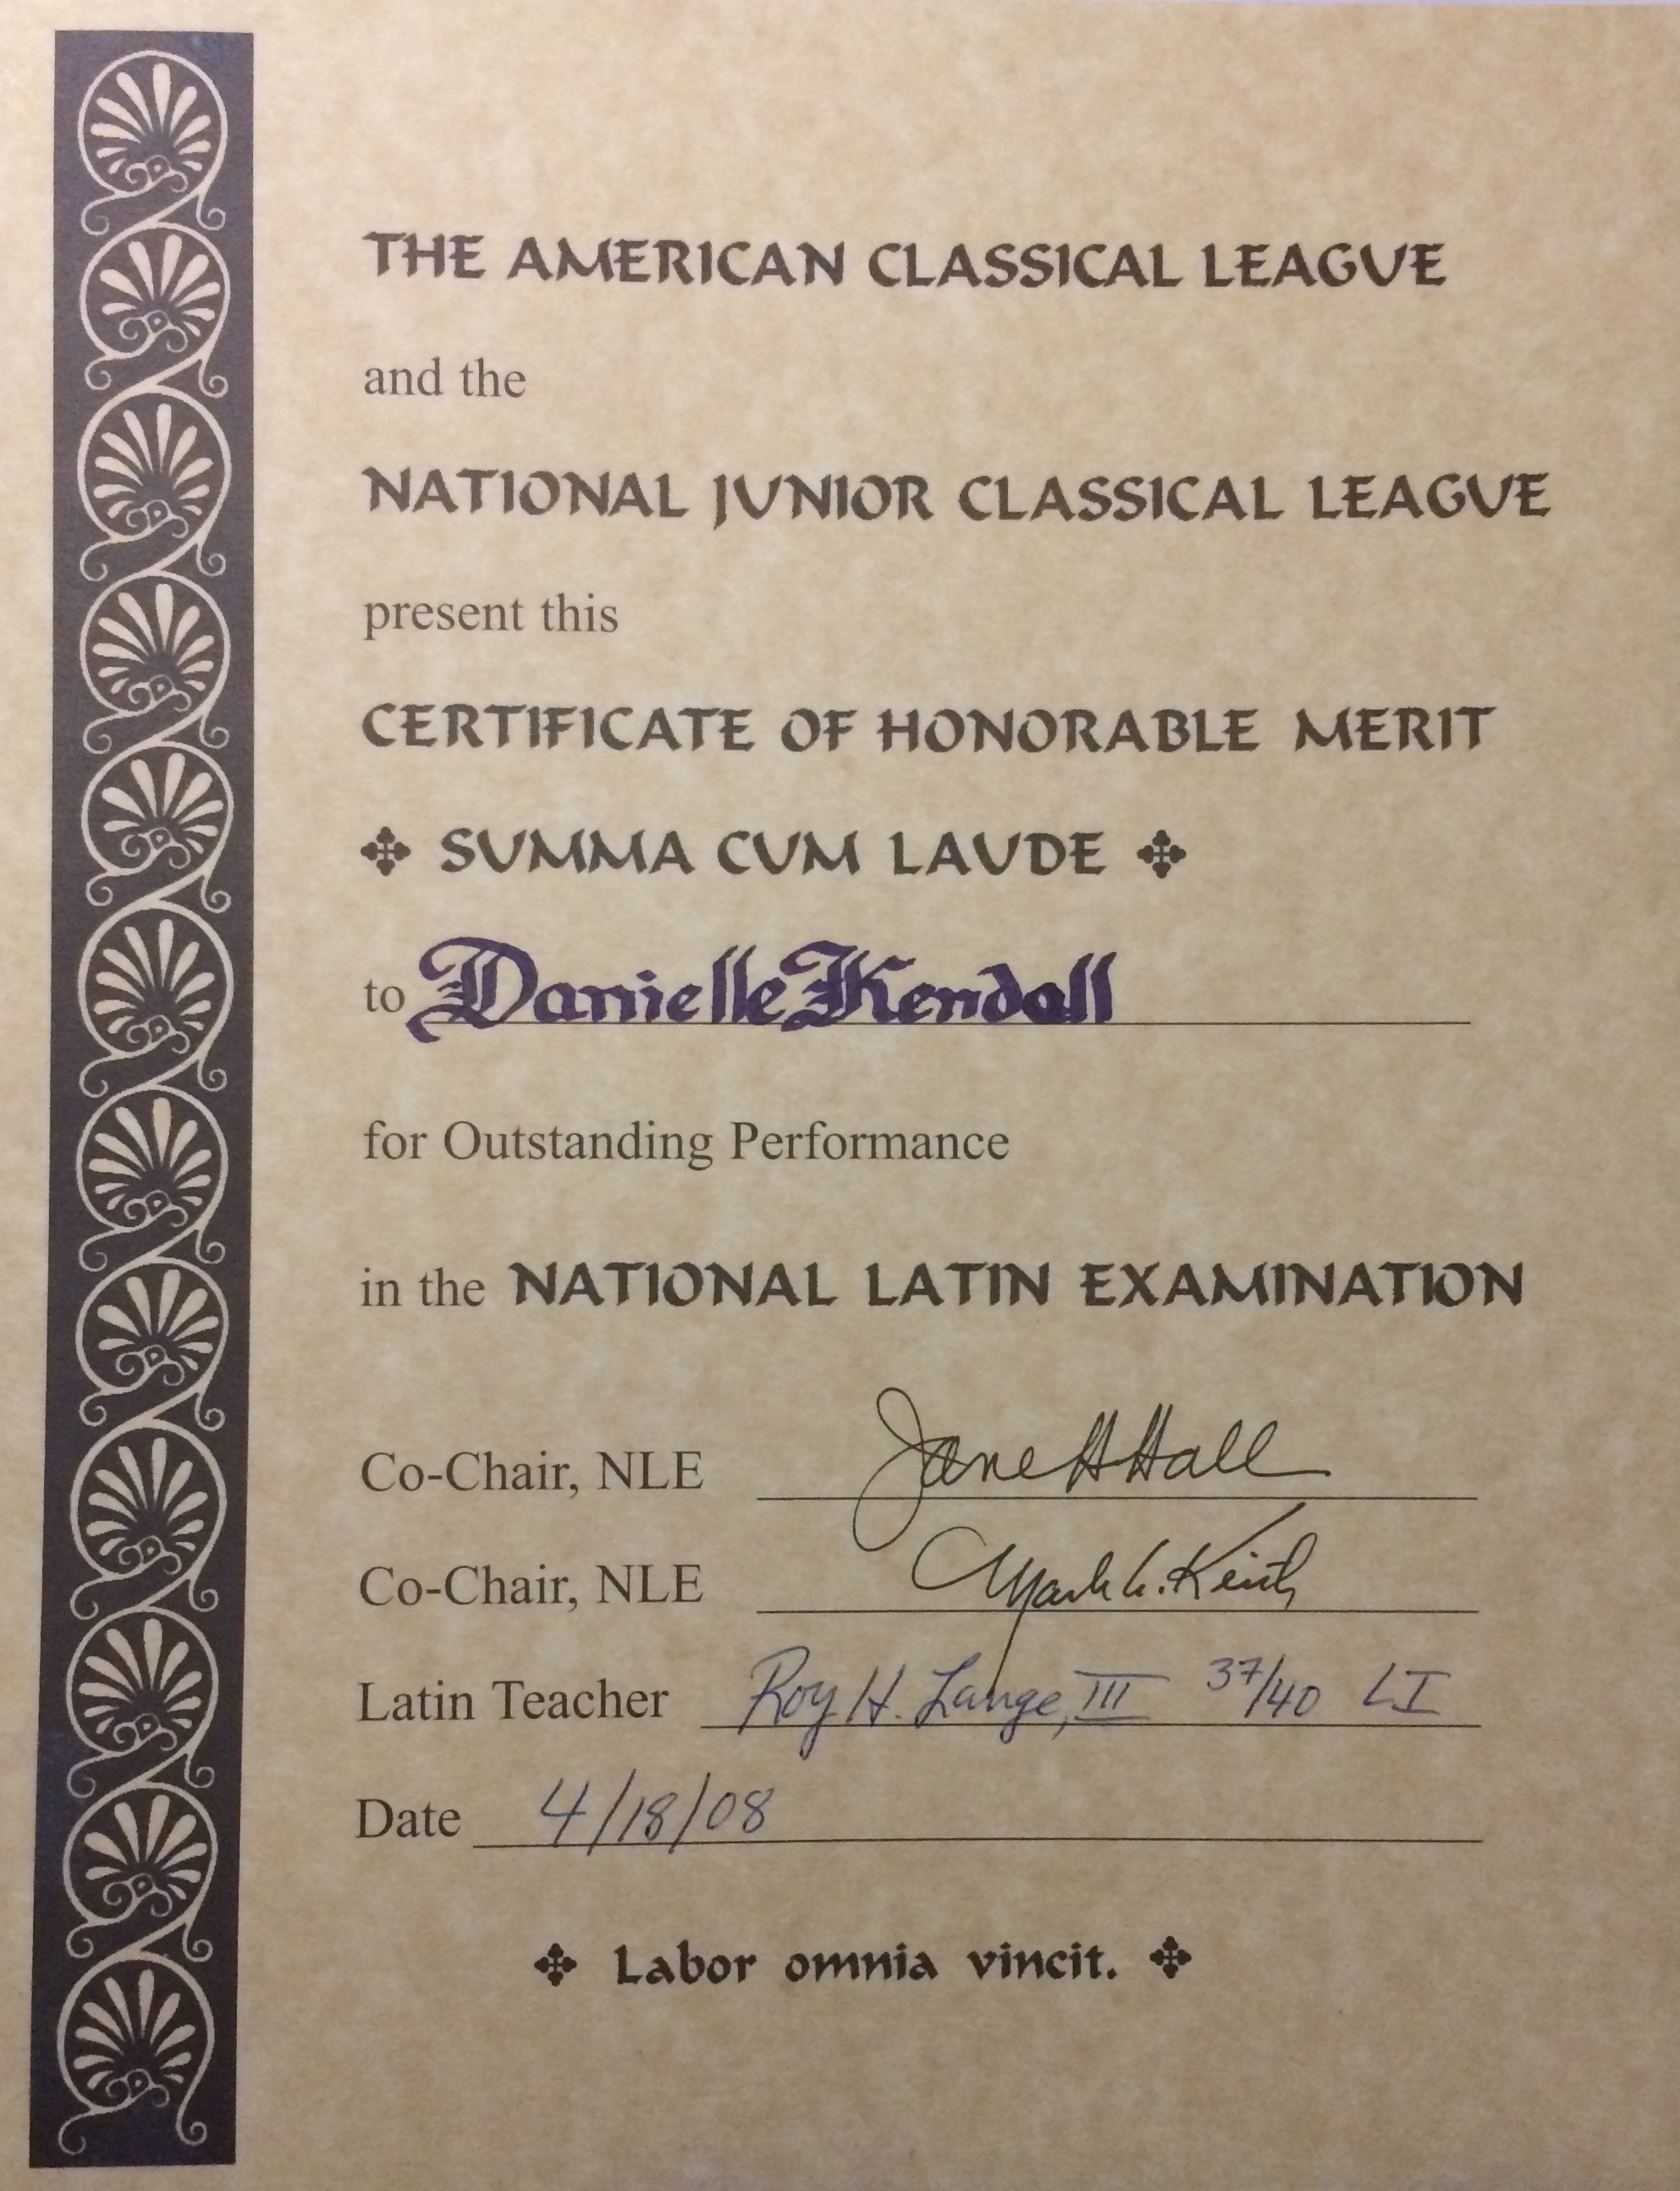 THE AMERICAN CLASSICAL LEAGUE
and the
NATIONAL JUNIOR CLASSICAL LEAGUE
present this
CERTIFICATE OF HONORABLE MERIT
SUMMA CUM LAUDE
to Danielle Kendall
for Outstanding Performance
in the NATIONAL LATIN EXAMINATION
Co-Chair, NLE Jane H Hall
Co-Chair, NLE Mark Keith
Latin Teacher Roy H. Lange, III 37/40 LI
Date 4/18/08
Labor omnia vincit.